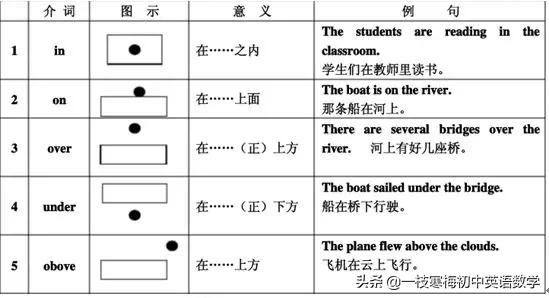 介词 图示 意义 例句
1 in 在……之内 The students are reading in the
classroom.
学生们在教师里读书。
2 on 在……上面 The boat is on the river.
那条船在河上。
3 over 在……（正）上方 There are several bridges over the
river. 河上有好几座桥。
4 under 在……（正）下方 The boat sailed under the bridge.
船在桥下行驶。
5 obove 在……上方 The plane flew above the clouds.
飞机在云上飞行。
头条 @一枝寒梅初中英语数学